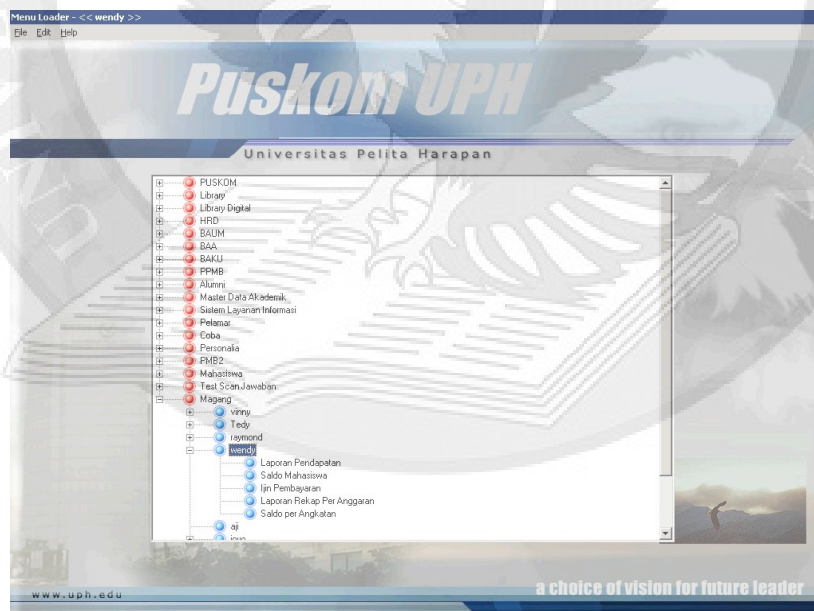 Menu Loader - << wendy >>
File Edit Help
Puskom UPH
Universitas Pelita Harapan
PUSKOM
Library
Library Digital
HRD
BAUM
BAA
BAKU
PPMB
Alumni
Master Data Akademik
Sistem Layanan Informasi
Pelamar
Coba
Personalia
PMB2
Mahasiswa
Test Scan Jawaban
Magang
vinny
Tedy
raymond
wendy
Laporan Pendapatan
Saldo Mahasiswa
Ijin Pembayaran
Laporan Rekap Per Anggaran
Saldo per Angkatan
aji
www.uph.edu
a choice of vision for future leader